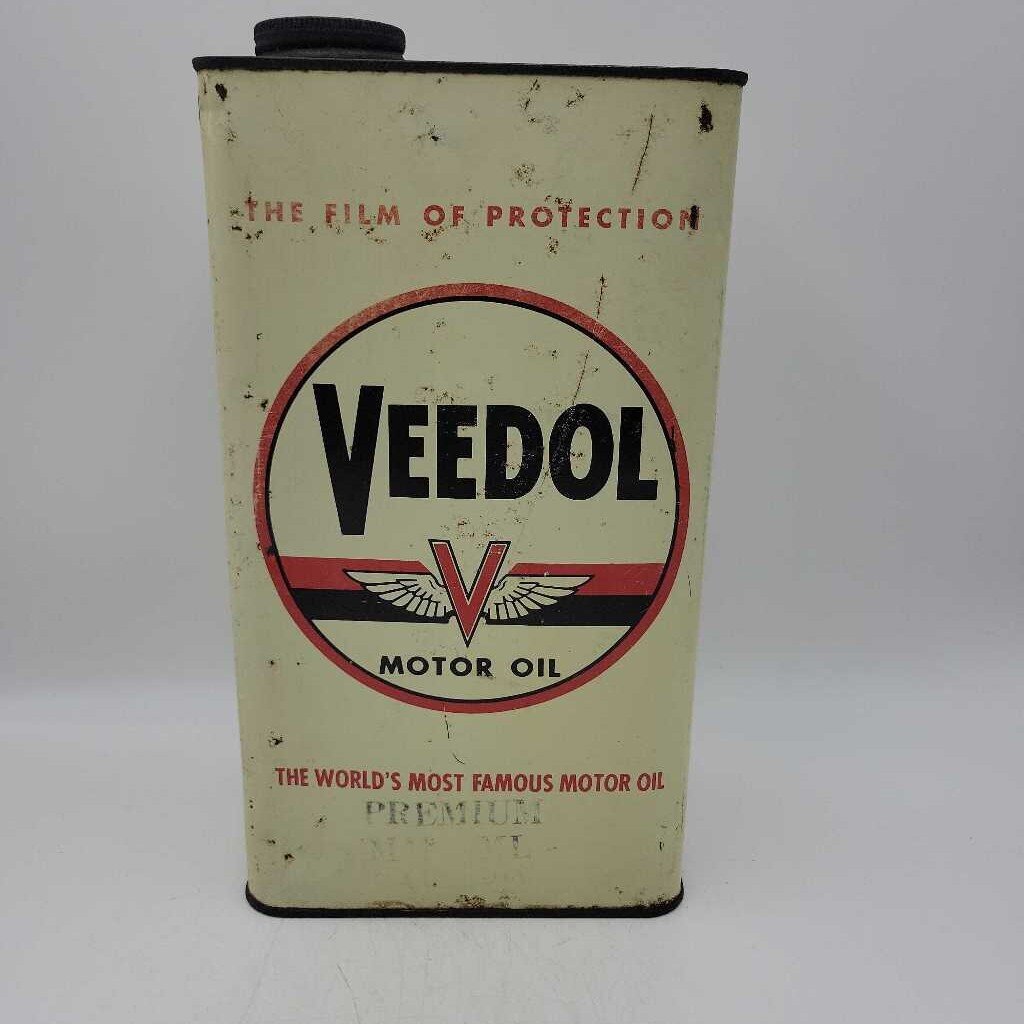 THE FILM OF PROTECTION
VEEDOL
V
MOTOR OIL
THE WORLD'S MOST FAMOUS MOTOR OIL
PREMIUM